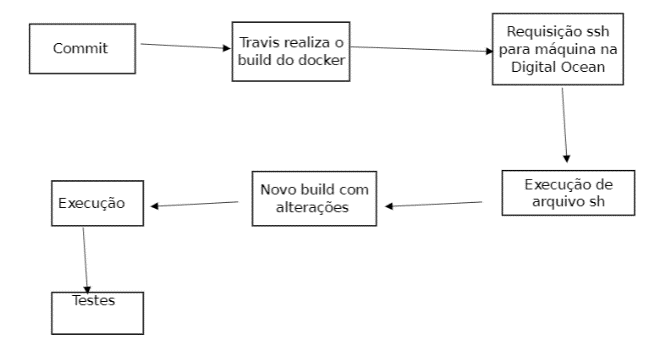 Commit
Travis realiza o
build do docker
Requisição ssh
para máquina na
Digital Ocean
Execução de
arquivo sh
Novo build com
alterações
Execução
Testes